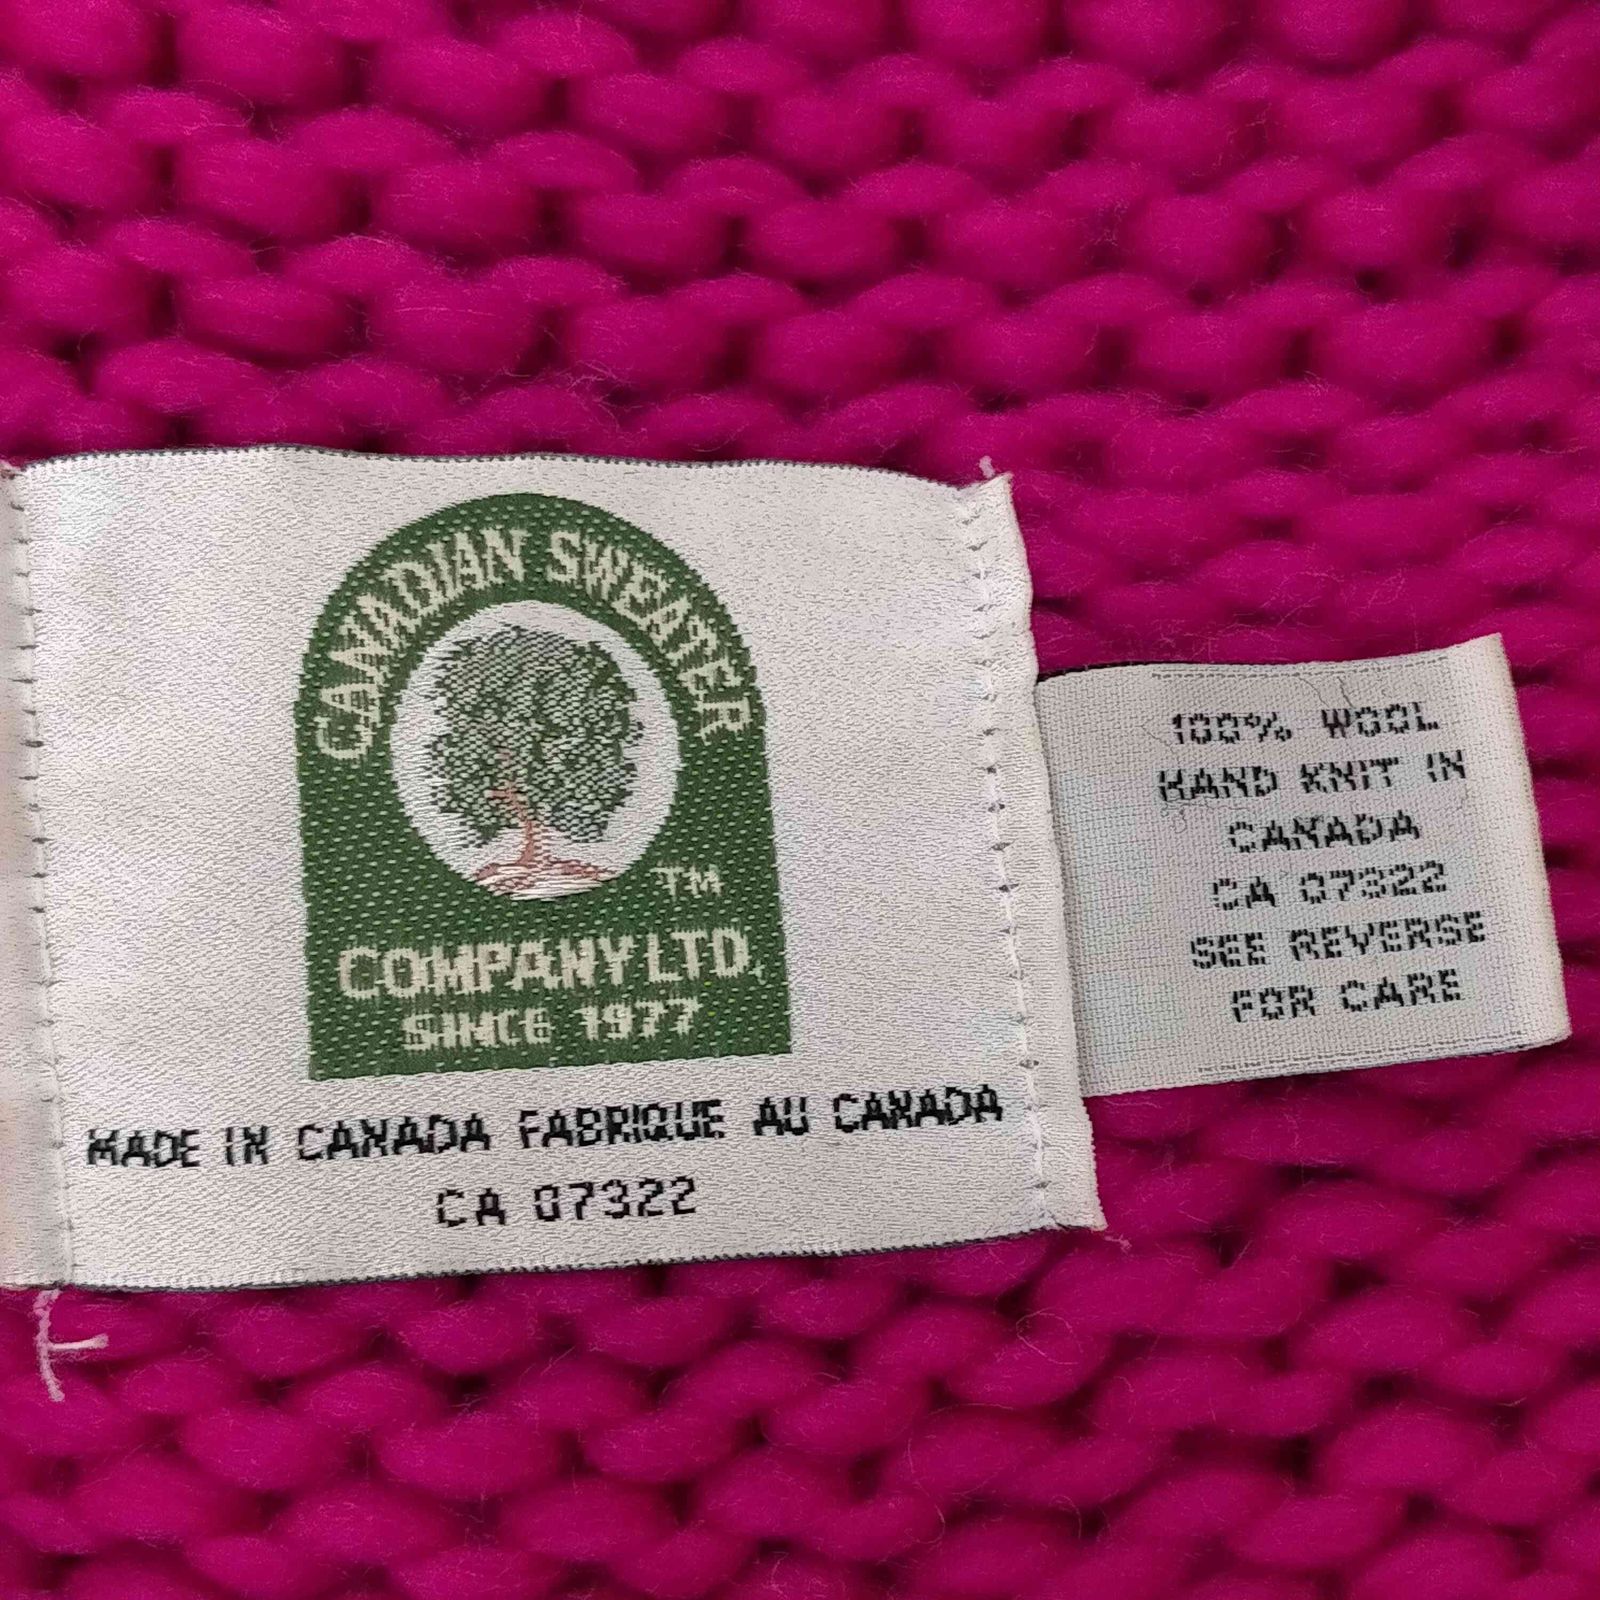 CANADIAN SWEATER
TM
COMPANY LTD.
SINCE 1977
MADE IN CANADA FABRIQUE AU CANADA
CA 07322
100% WOOL
HAND KNIT IN
CANADA
CA 07322
SEE REVERSE
FOR CARE